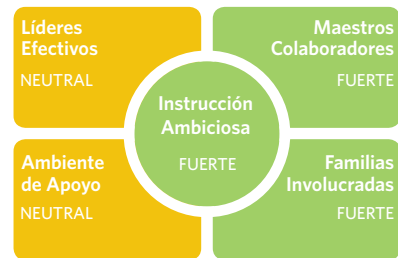 Líderes
Efectivos
NEUTRAL
Maestros
Colaboradores
FUERTE
Instrucción
Ambiciosa
FUERTE
Ambiente
de Apoyo
NEUTRAL
Familias
Involucradas
FUERTE